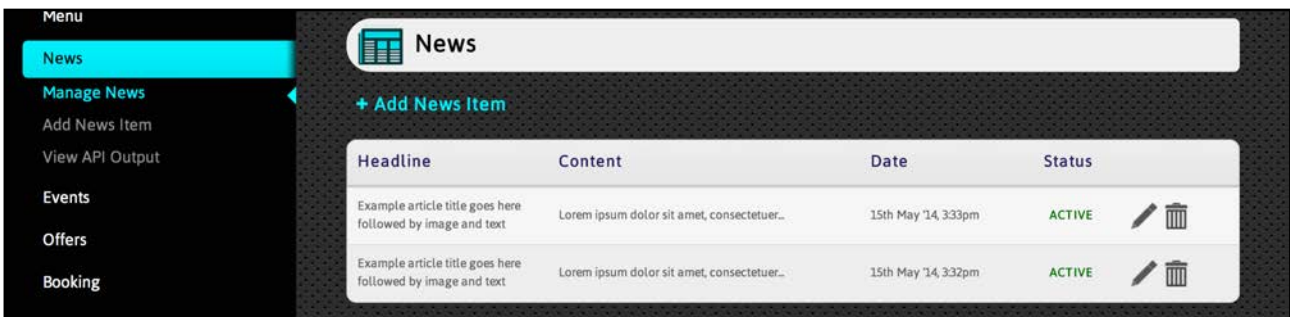 Menu
News
Manage News
Add News Item
View API Output
Events
Offers
Booking
News
+ Add News Item
Headline Content Date Status
Example article title goes here
followed by image and text
Lorem ipsum dolor sit amet, consectetuer...
15th May '14, 3:33pm
ACTIVE
Example article title goes here
followed by image and text
Lorem ipsum dolor sit amet, consectetuer...
15th May '14, 3:32pm
ACTIVE